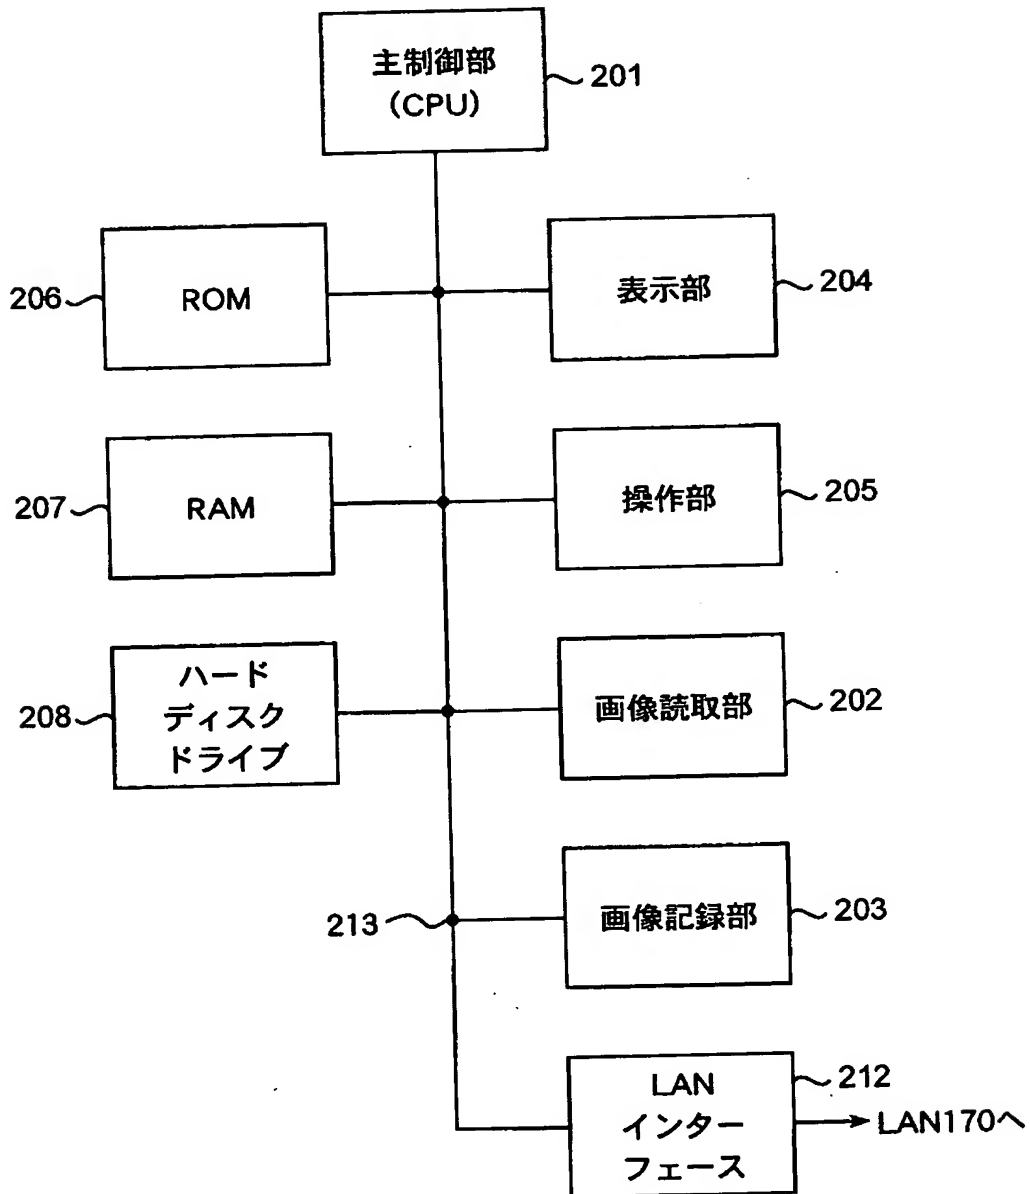 主制御部
(CPU)
201
206
ROM
表示部
204
207
RAM
操作部
205
208
ハード
ディスク
ドライブ
画像読取部
202
213
画像記録部
203
LAN
インター
フェース
212
LAN170へ